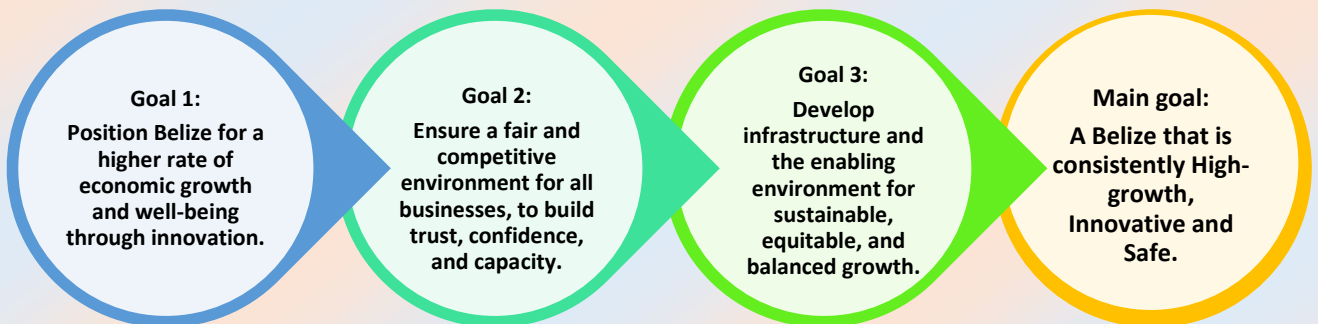 Goal 1:
Position Belize for a
higher rate of
economic growth
and well-being
through innovation.
Goal 2:
Ensure a fair and
competitive
environment for all
businesses, to build
trust, confidence,
and capacity.
Goal 3:
Develop
infrastructure and
the enabling
environment for
sustainable,
equitable, and
balanced growth.
Main goal:
A Belize that is
consistently High-
growth,
Innovative and
Safe.